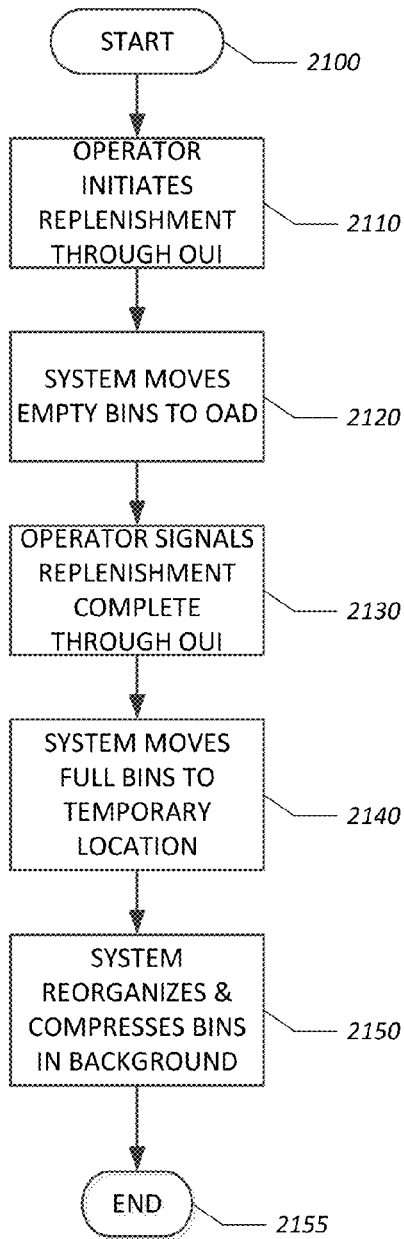 START
2100
OPERATOR
INITIATES
REPLENISHMENT
THROUGH OUI
2110
SYSTEM MOVES
EMPTY BINS TO OAD
2120
OPERATOR SIGNALS
REPLENISHMENT
COMPLETE
THROUGH OUI
2130
SYSTEM MOVES
FULL BINS TO
TEMPORARY
LOCATION
2140
SYSTEM
REORGANIZES &
COMPRESSES BINS
IN BACKGROUND
2150
END
2155